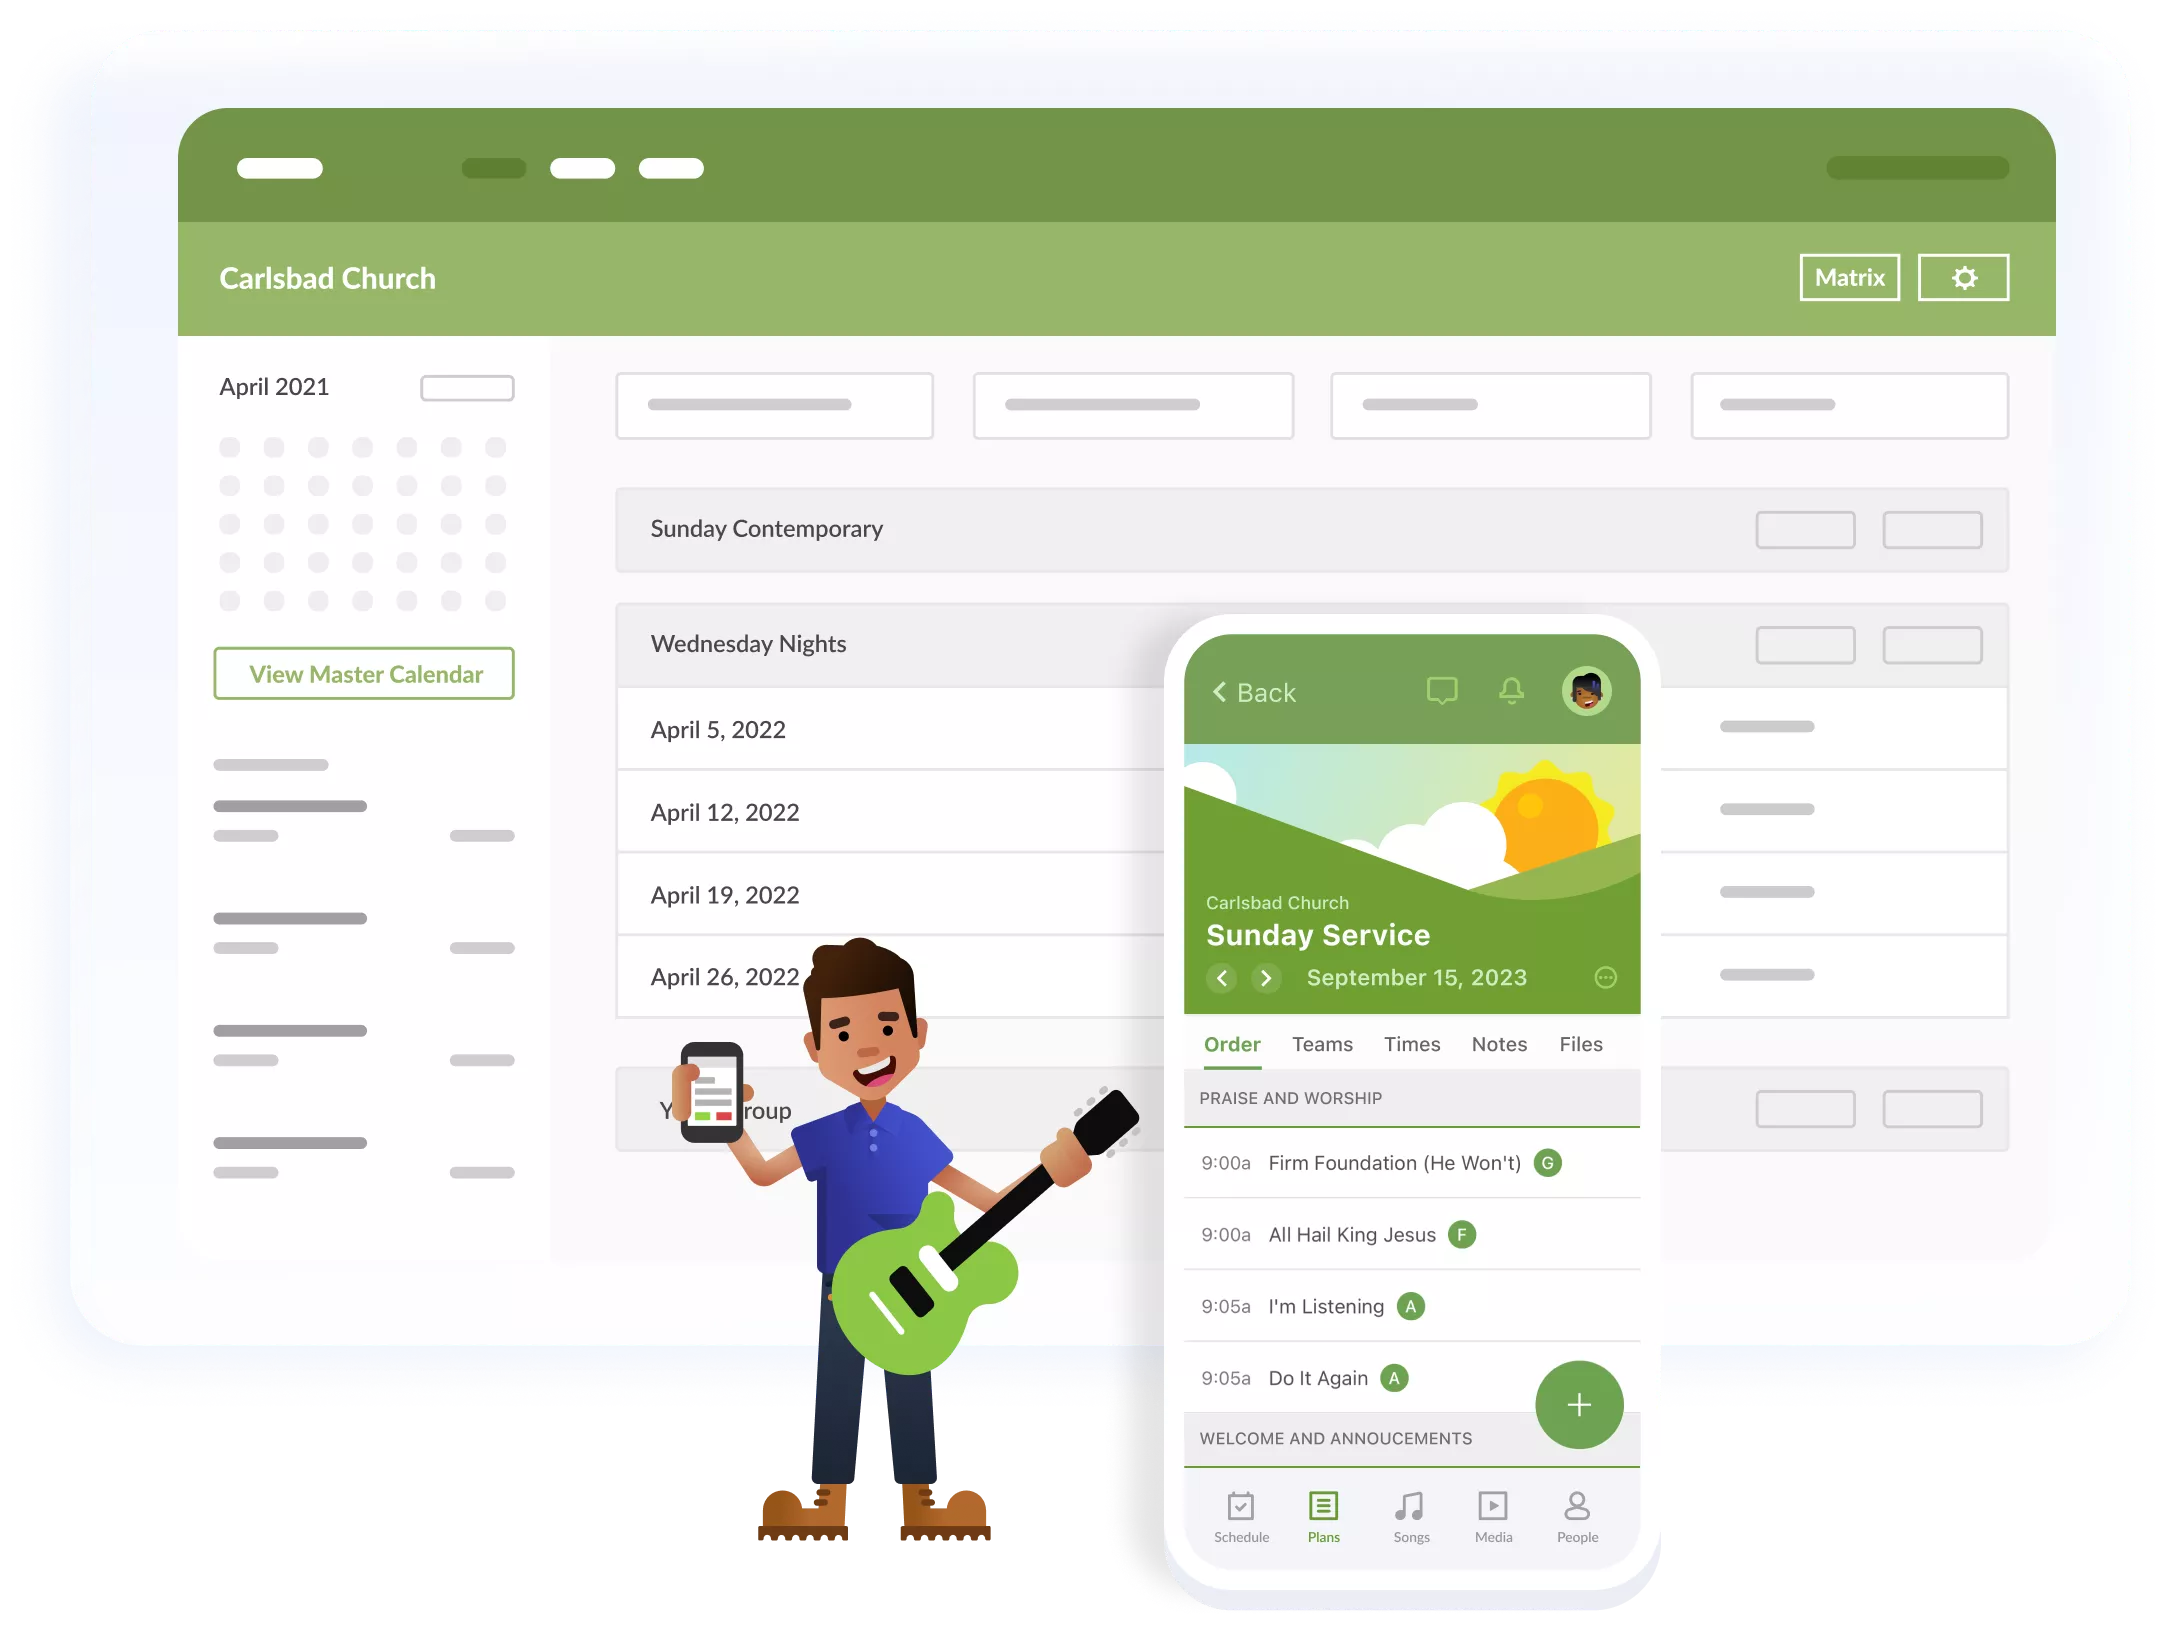 Carlsbad Church
Matrix
April 2021
View Master Calendar
Sunday Contemporary
Wednesday Nights
April 5, 2022
April 12, 2022
April 19, 2022
April 26, 2022
Back
Carlsbad Church
Sunday Service
September 15, 2023
Order Teams Times Notes Files
PRAISE AND WORSHIP
9:00a Firm Foundation (He Won't) G
9:00a All Hail King Jesus F
9:05a I'm Listening A
9:05a Do It Again A
WELCOME AND ANNOUCEMENTS
Schedule Plans Songs Media People